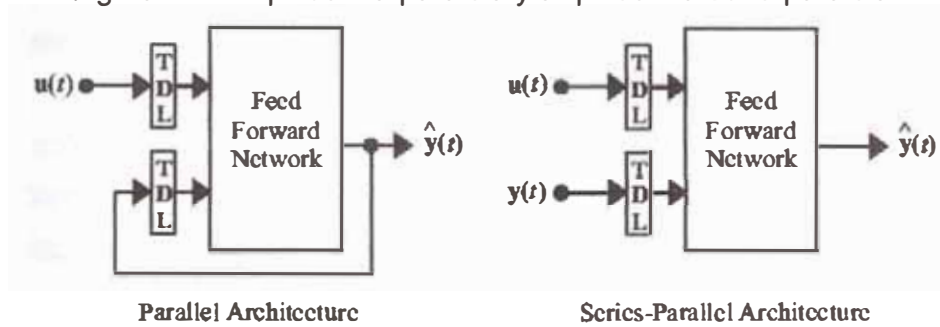 u(t)
T
D
L
T
D
L
Feed
Forward
Network
ŷ(t)
Parallel Architecture
u(t)
y(t)
T
D
L
T
D
L
Feed
Forward
Network
ŷ(t)
Series-Parallel Architecture